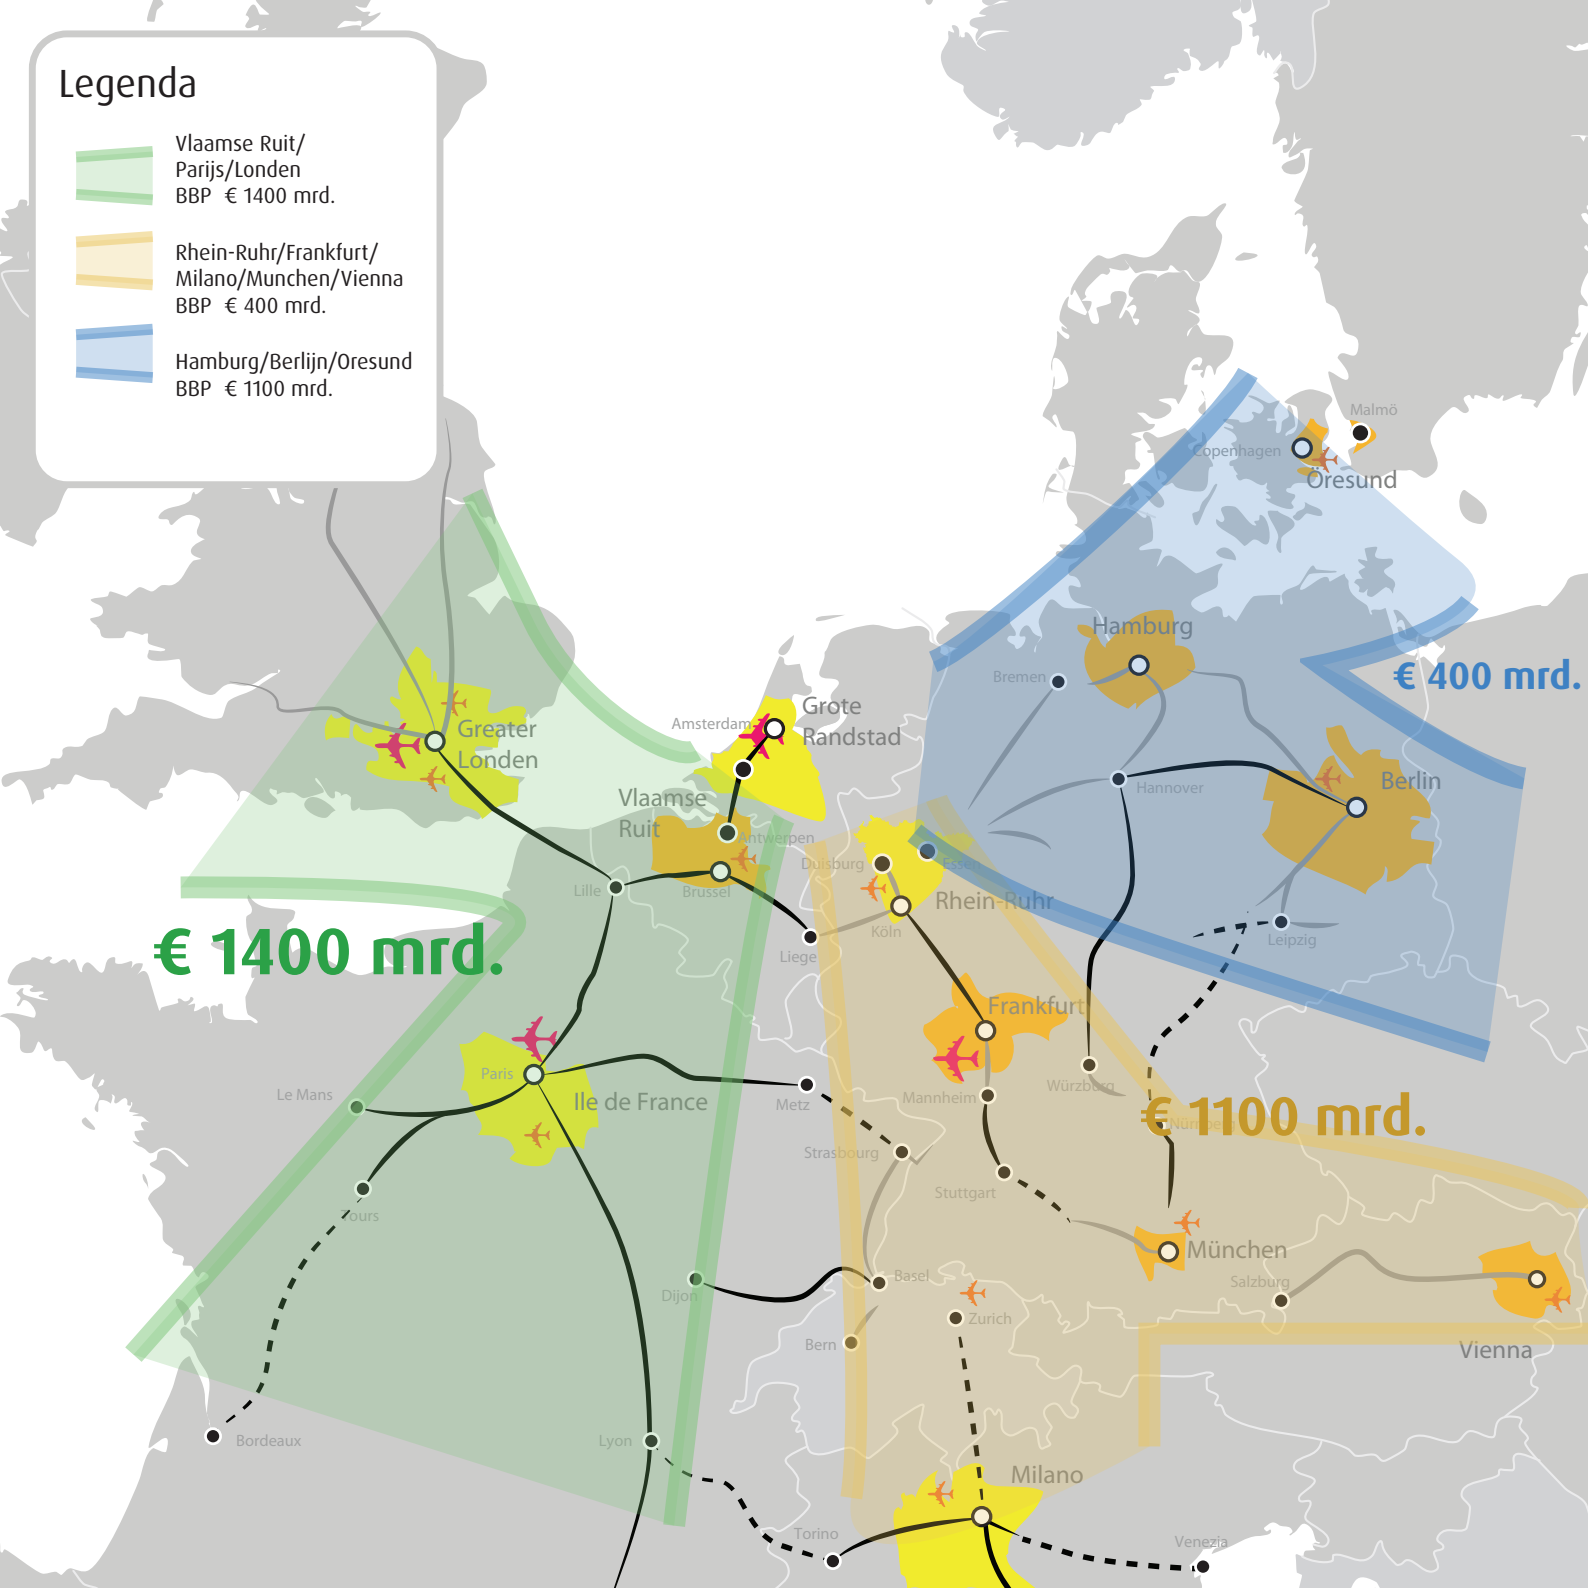 Legenda
Vlaamse Ruit/
Parijs/Londen
BBP € 1400 mrd.
Rhein-Ruhr/Frankfurt/
Milano/Munchen/Vienna
BBP € 400 mrd.
Hamburg/Berlijn/Oresund
BBP € 1100 mrd.
Malmö
Copenhagen
Öresund
Hamburg
Bremen
€ 400 mrd.
Grote
Randstad
Amsterdam
Greater
Londen
Berlin
Hannover
Vlaamse
Ruit
Antwerpen
Duisburg
Essen
Lille
Brussel
Rhein-Ruhr
Köln
Leipzig
Liege
€ 1400 mrd.
Frankfurt
Paris
Ile de France
Le Mans
Metz
Mannheim
Würzburg
€ 1100 mrd.
Nürnberg
Strasbourg
Stuttgart
Tours
München
Basel
Salzburg
Dijon
Zurich
Bern
Vienna
Bordeaux
Lyon
Milano
Torino
Venezia